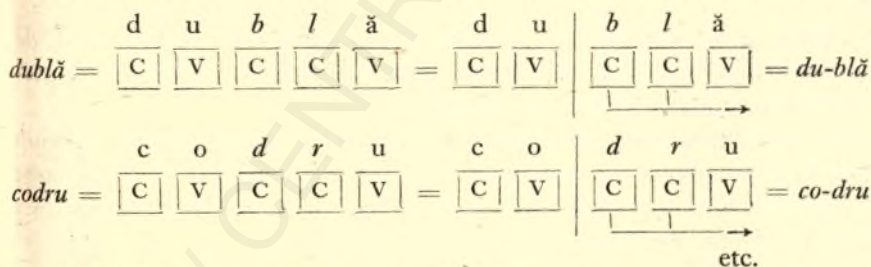 d u b l ă d u b l ă
dublă = C V C C V = C V C C V = du-blă
c o d r u c o d r u
codru = C V C C V = C V C C V = co-dru
etc.